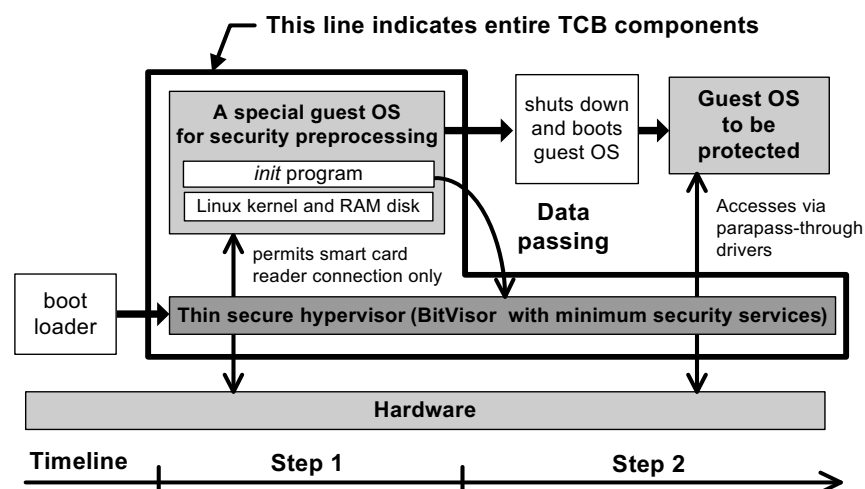 This line indicates entire TCB components
A special guest OS
for security preprocessing
init program
Linux kernel and RAM disk
shuts down
and boots
guest OS
Guest OS
to be
protected
Data
passing
Accesses via
parapass-through
drivers
permits smart card
reader connection only
boot
loader
Thin secure hypervisor (BitVisor with minimum security services)
Hardware
Timeline
Step 1
Step 2